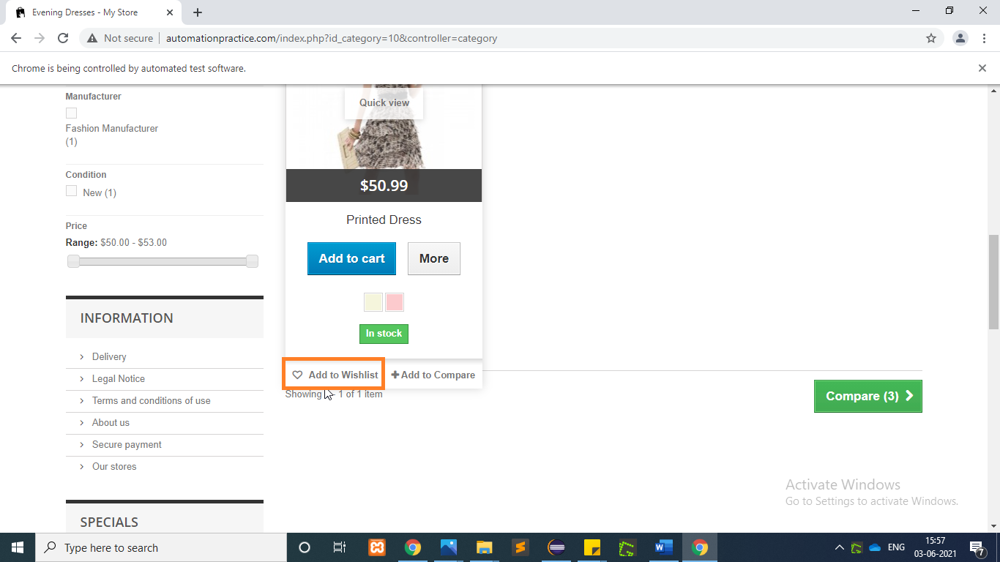 Evening Dresses - My Store
Not secure
automationpractice.com/index.php?id_category=10&controller=category
Chrome is being controlled by automated test software.
Manufacturer
Fashion Manufacturer
(1)
Condition
New (1)
Price
Range: $50.00 - $53.00
INFORMATION
Delivery
Legal Notice
Terms and conditions of use
About us
Secure payment
Our stores
SPECIALS
Quick view
$50.99
Printed Dress
Add to cart
More
In stock
Add to Wishlist
Add to Compare
Showing - 1 of 1 item
Compare (3)
Activate Windows
Go to Settings to activate Windows.
Type here to search
ENG
15:57
03-06-2021
7